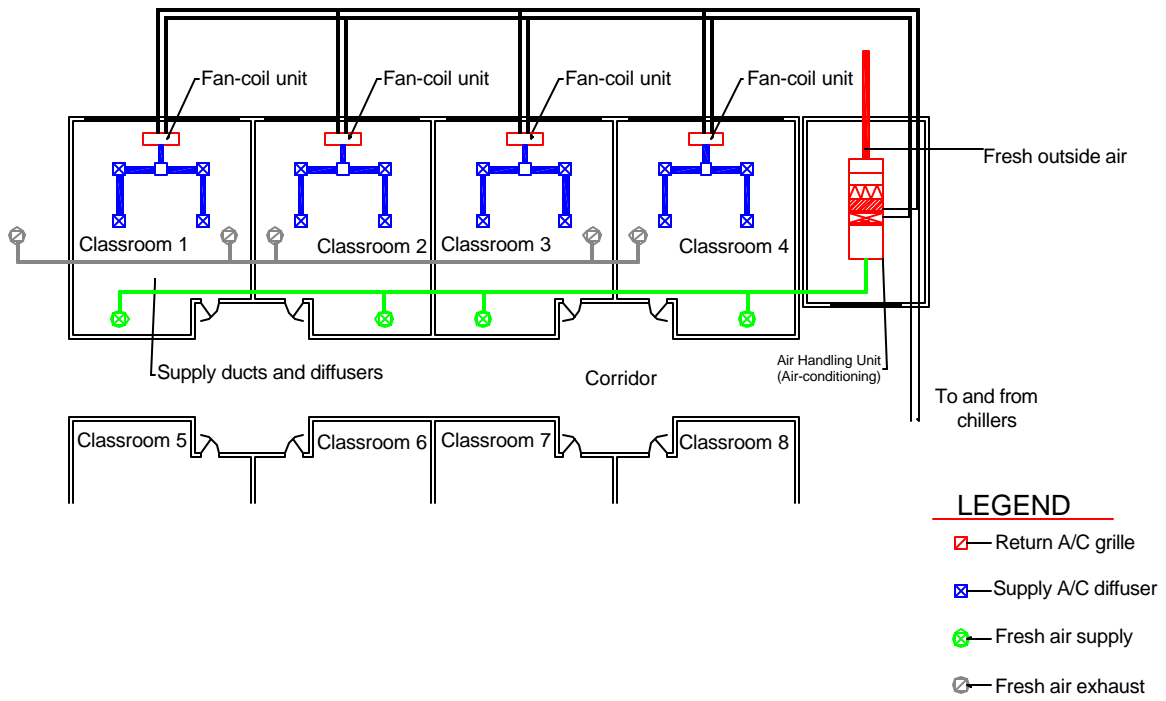 Fan-coil unit
Fan-coil unit
Fan-coil unit
Fan-coil unit
Fresh outside air
Classroom 1
Classroom 2
Classroom 3
Classroom 4
Supply ducts and diffusers
Corridor
Air Handling Unit
(Air-conditioning)
To and from
chillers
Classroom 5
Classroom 6
Classroom 7
Classroom 8
LEGEND
Return A/C grille
Supply A/C diffuser
Fresh air supply
Fresh air exhaust